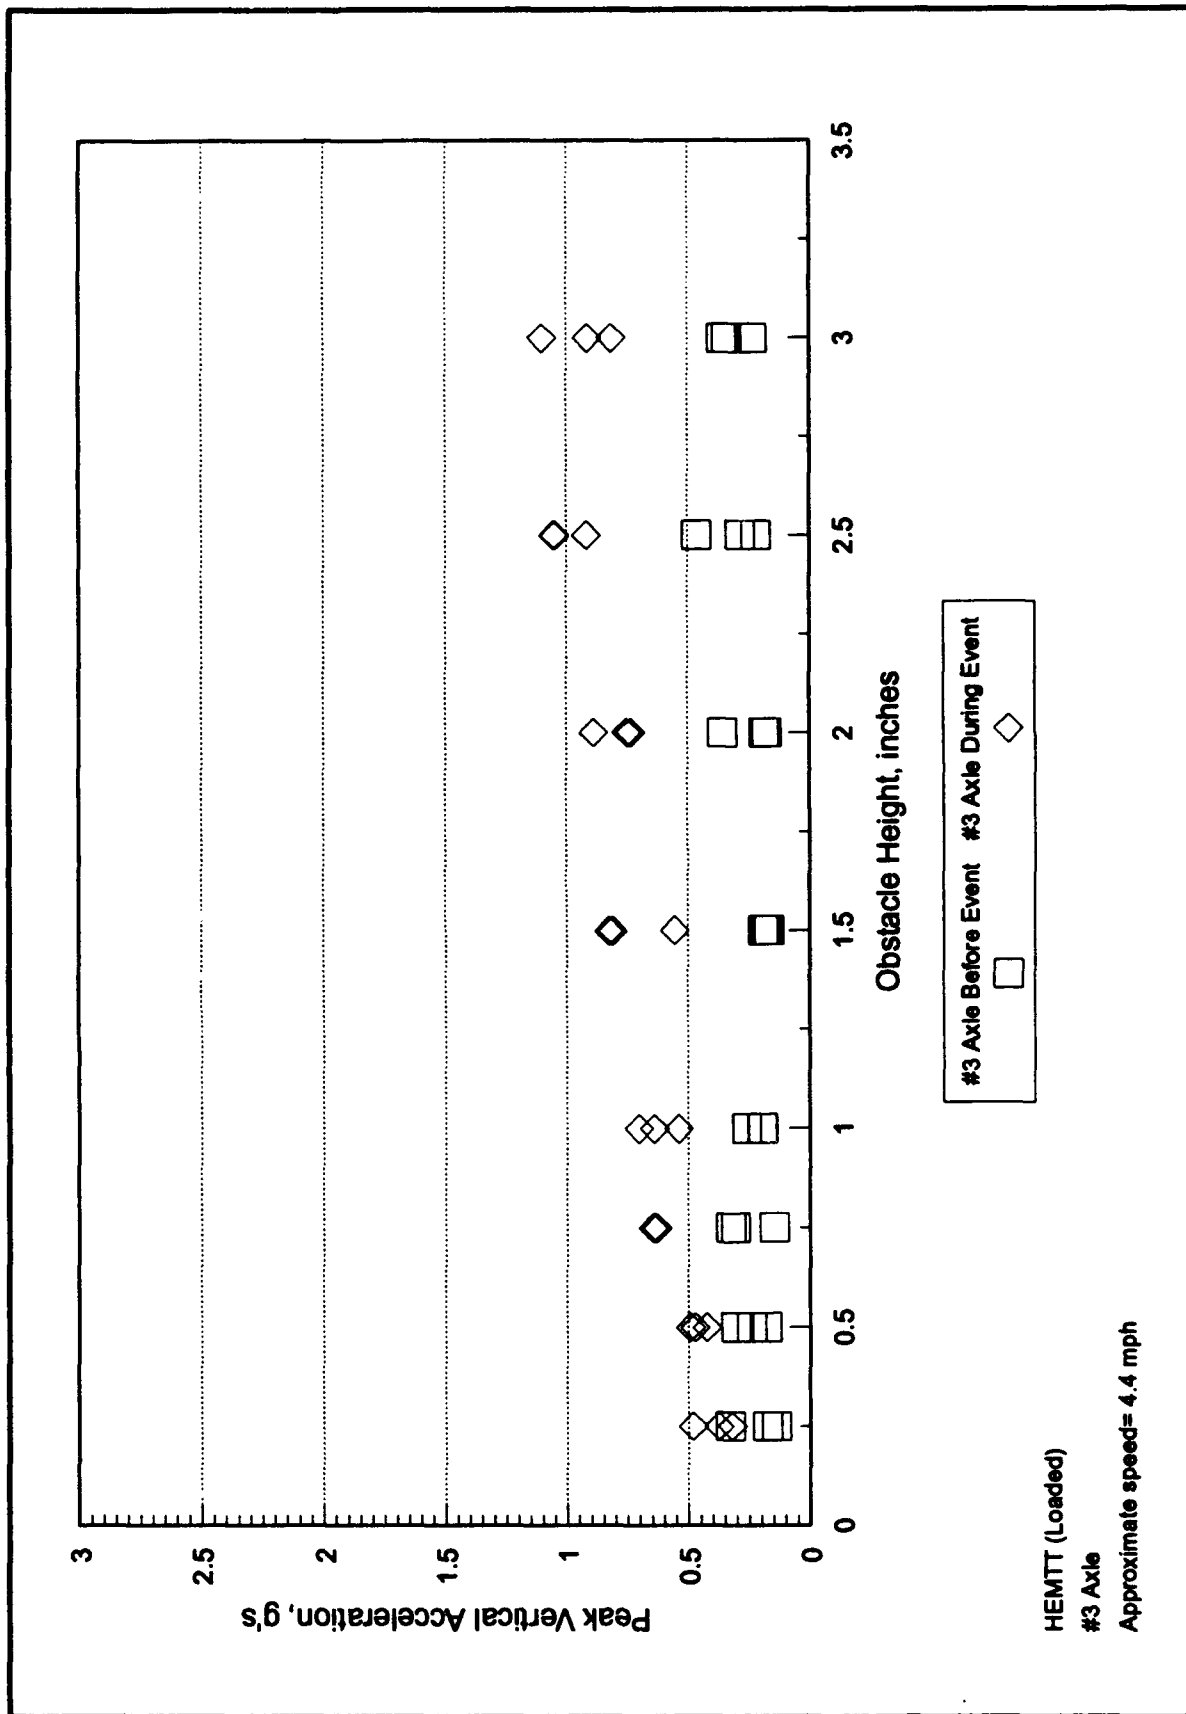 Peak Vertical Acceleration, g's
3
2.5
2
1.5
1
0.5
0
0 0.5 1 1.5 2 2.5 3 3.5
Obstacle Height, inches
#3 Axle Before Event #3 Axle During Event
HEMTT (Loaded)
#3 Axle
Approximate speed= 4.4 mph